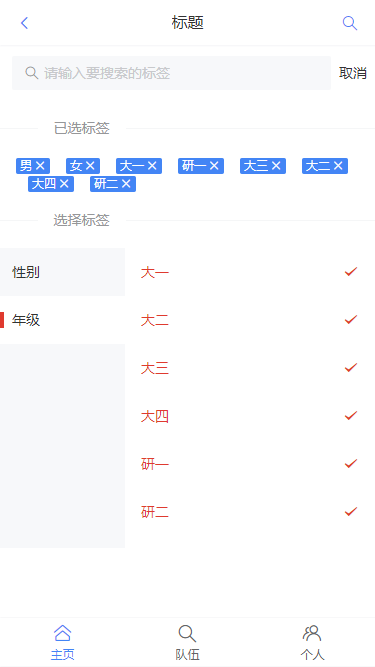 标题
请输入要搜索的标签 取消
已选标签
男 女 大一 研一 大三 大二
大四 研二
选择标签
性别 大一
年级 大二
大三
大四
研一
研二
主页 队伍 个人